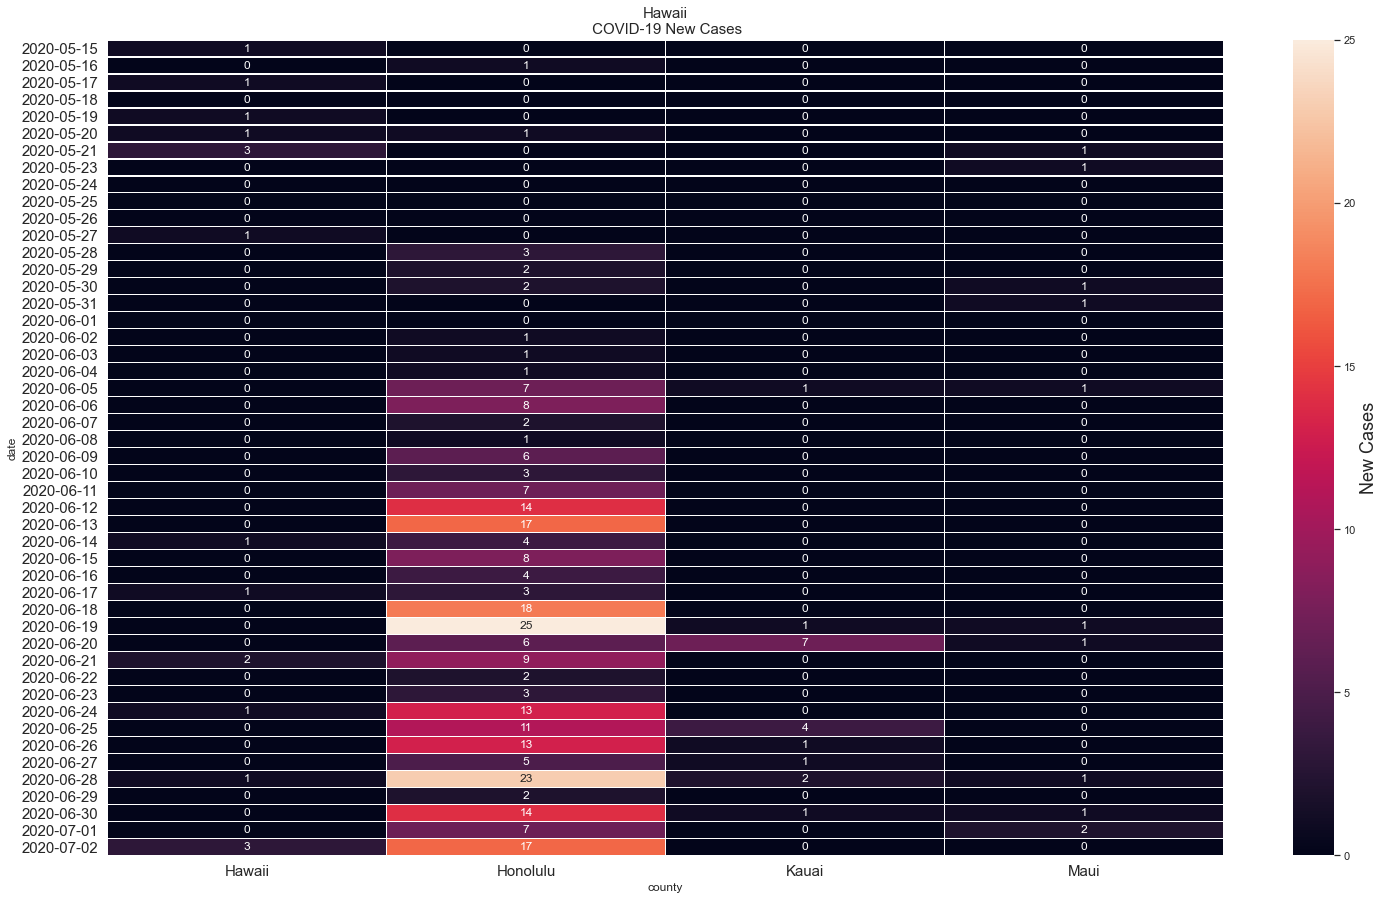 Hawaii
COVID-19 New Cases
2020-05-15 1 0 0 0
2020-05-16 0 1 0 0
2020-05-17 1 0 0 0
2020-05-18 0 0 0 0
2020-05-19 1 0 0 0
2020-05-20 1 1 0 0
2020-05-21 3 0 0 1
2020-05-23 0 0 0 1
2020-05-24 0 0 0 0
2020-05-25 0 0 0 0
2020-05-26 0 0 0 0
2020-05-27 1 0 0 0
2020-05-28 0 3 0 0
2020-05-29 0 2 0 0
2020-05-30 0 2 0 1
2020-05-31 0 0 0 1
2020-06-01 0 0 0 0
2020-06-02 0 1 0 0
2020-06-03 0 1 0 0
2020-06-04 0 1 0 0
2020-06-05 0 7 1 1
2020-06-06 0 8 0 0
2020-06-07 0 2 0 0
2020-06-08 0 1 0 0
2020-06-09 0 6 0 0
2020-06-10 0 3 0 0
2020-06-11 0 7 0 0
2020-06-12 0 14 0 0
2020-06-13 0 17 0 0
2020-06-14 1 4 0 0
2020-06-15 0 8 0 0
2020-06-16 0 4 0 0
2020-06-17 1 3 0 0
2020-06-18 0 18 0 0
2020-06-19 0 25 1 1
2020-06-20 0 6 7 1
2020-06-21 2 9 0 0
2020-06-22 0 2 0 0
2020-06-23 0 3 0 0
2020-06-24 1 13 0 0
2020-06-25 0 11 4 0
2020-06-26 0 13 1 0
2020-06-27 0 5 1 0
2020-06-28 1 23 2 1
2020-06-29 0 2 0 0
2020-06-30 0 14 1 1
2020-07-01 0 7 0 2
2020-07-02 3 17 0 0
Hawaii Honolulu Kauai Maui
county
date
25
20
15
10
5
0
New Cases